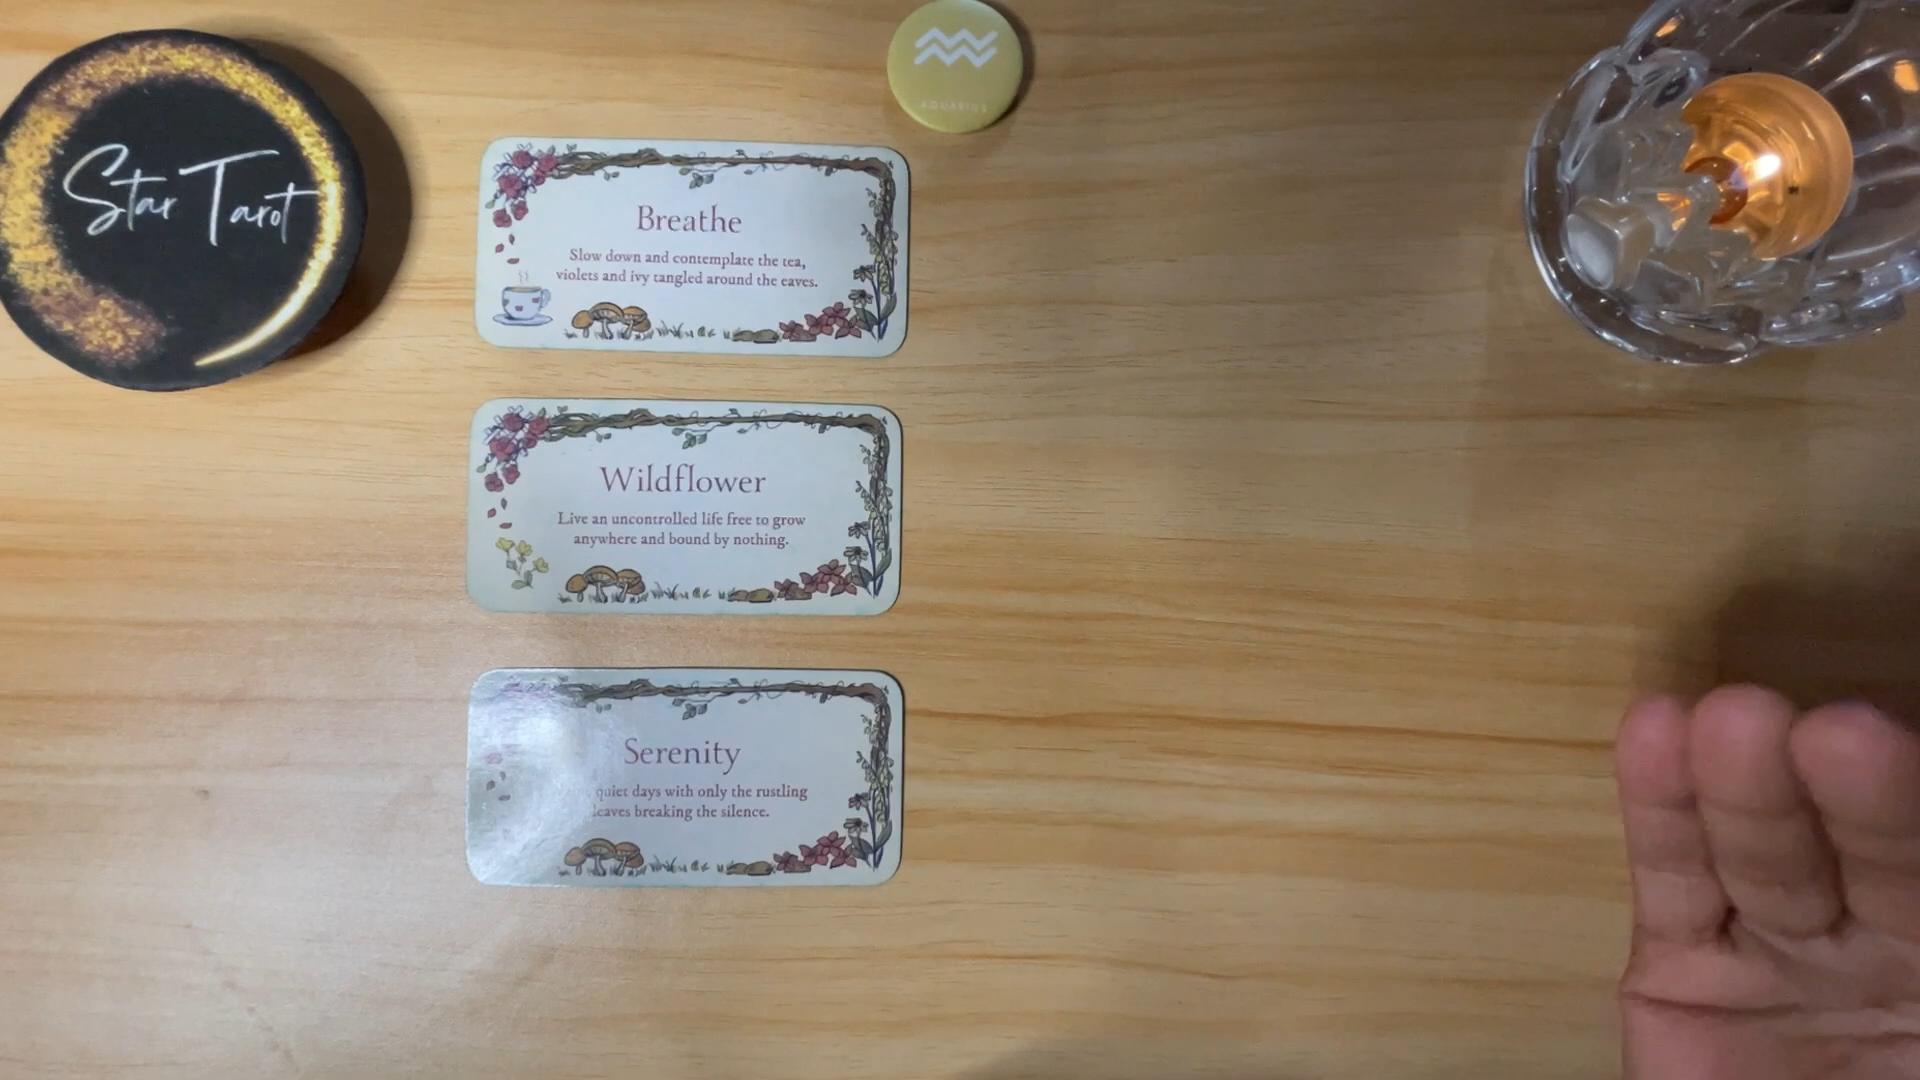 Star Tarot
AQUARIUS
Breathe
Slow down and contemplate the tea,
violets and ivy tangled around the eaves.
Wildflower
Live an uncontrolled life free to grow
anywhere and bound by nothing.
Serenity
quiet days with only the rustling
leaves breaking the silence.